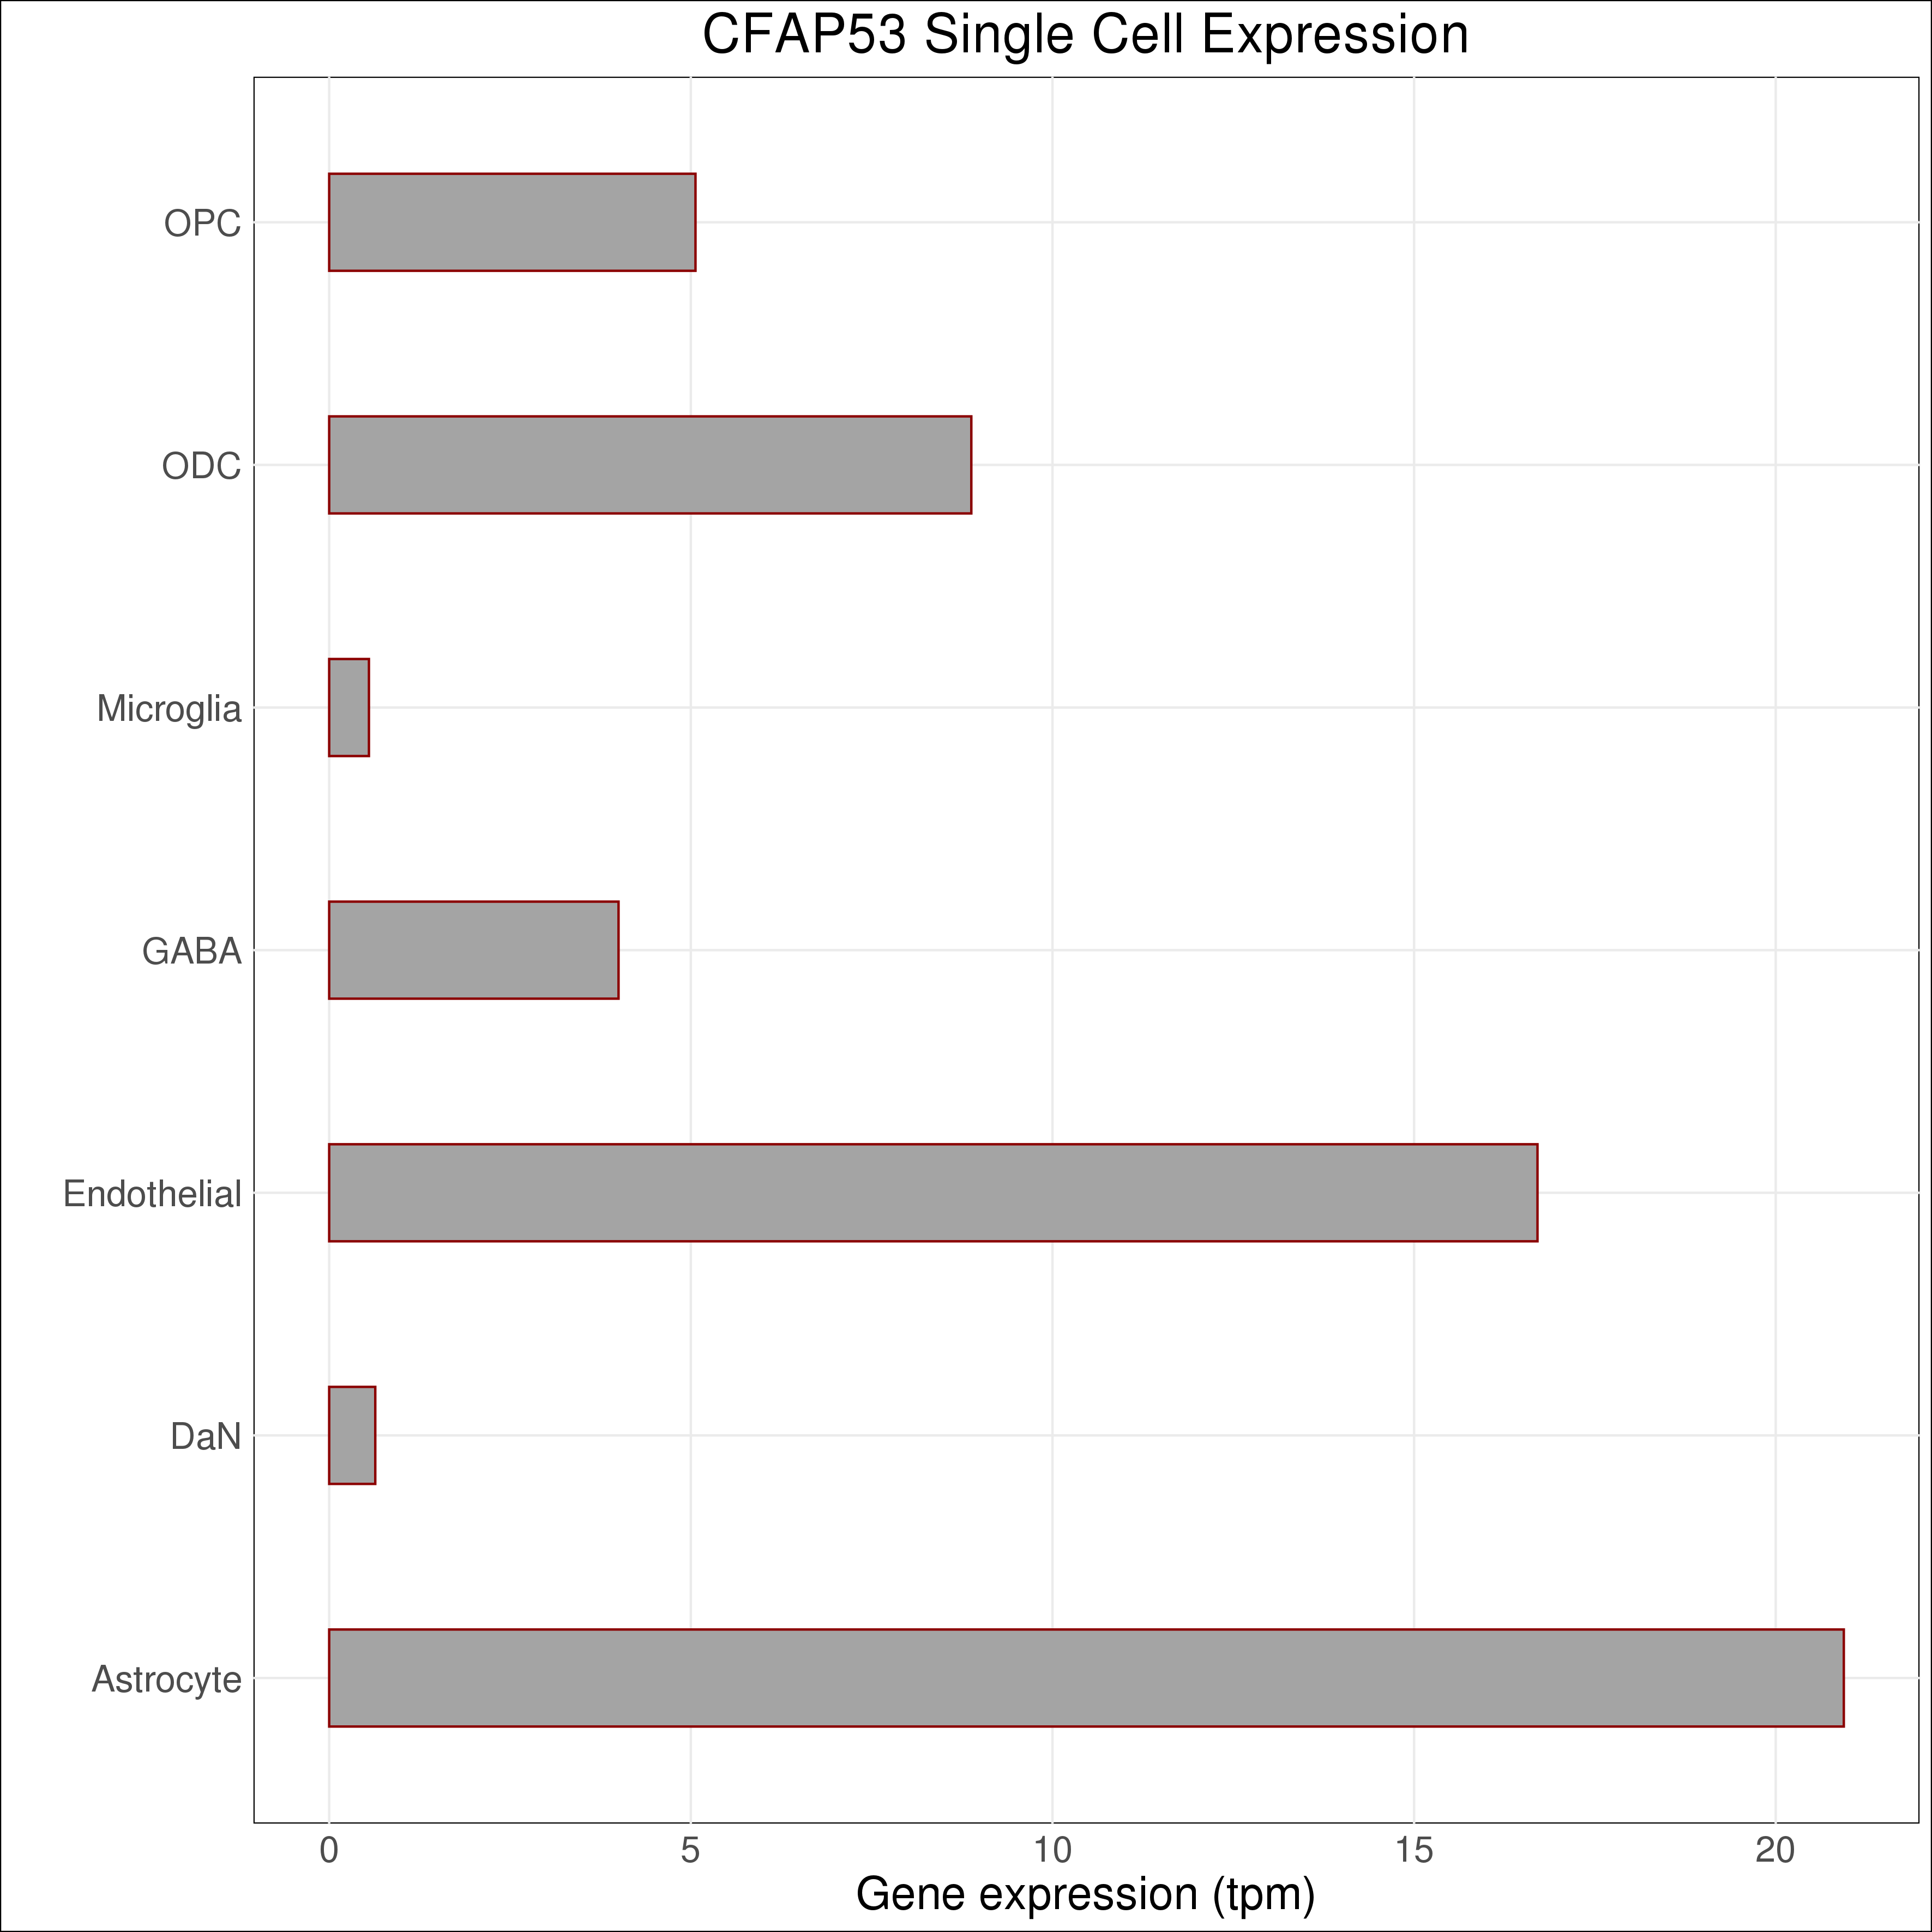 CFAP53 Single Cell Expression
OPC
ODC
Microglia
GABA
Endothelial
DaN
Astrocyte
0 5 10 15 20
Gene expression (tpm)